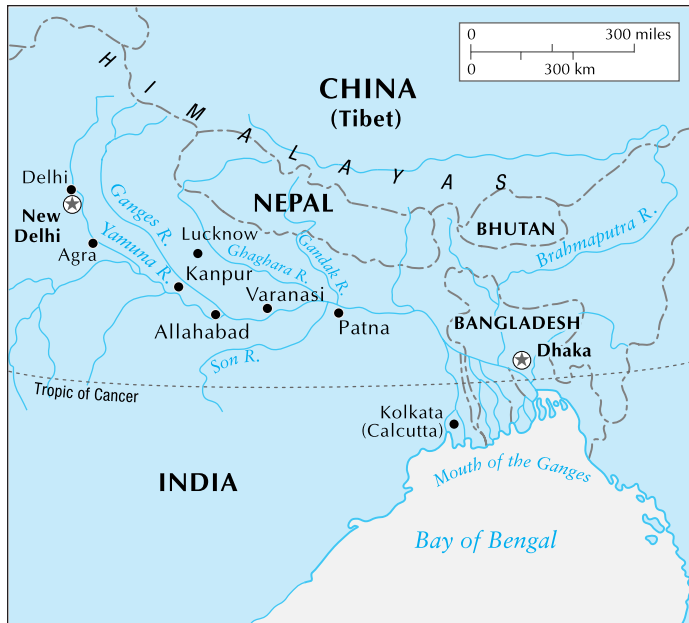 0 300 miles
0 300 km
HIMALAYAS
CHINA
(Tibet)
Delhi
New
Delhi
Agra
Ganges R.
Yamuna R.
Lucknow
Kanpur
NEPAL
Ghaghara R.
Gandak R.
BHUTAN
Brahmaputra R.
Varanasi
Allahabad
Patna
Son R.
BANGLADESH
Dhaka
Tropic of Cancer
Kolkata
(Calcutta)
INDIA
Mouth of the Ganges
Bay of Bengal